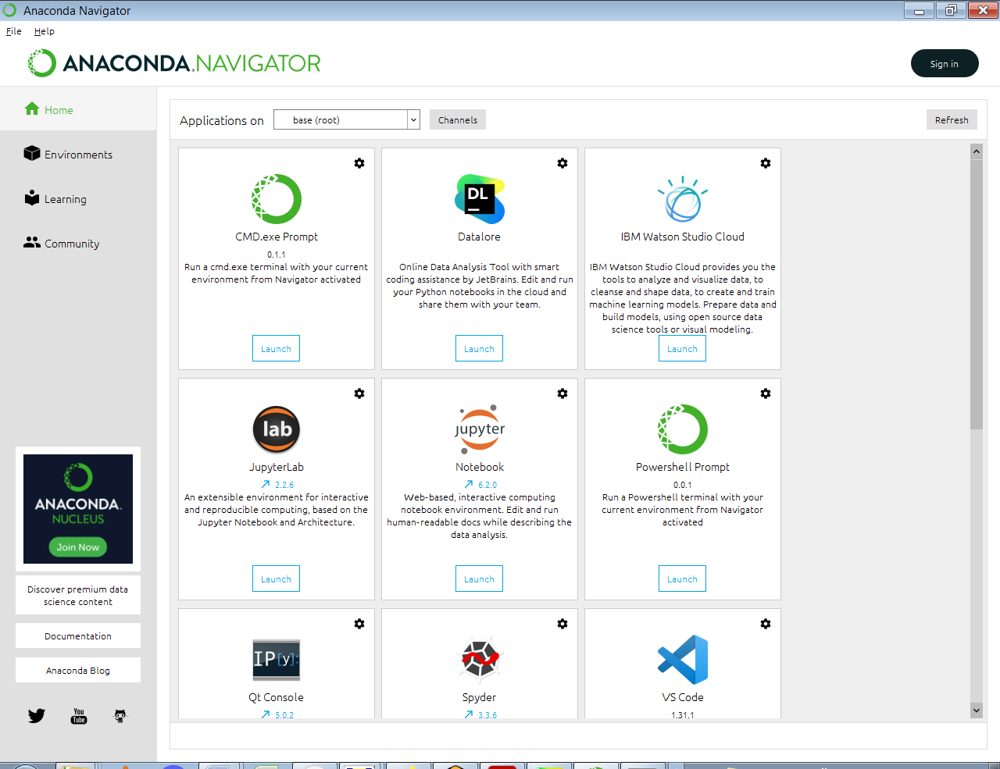 Anaconda Navigator
File Help
ANACONDA.NAVIGATOR
Sign in
Home
Environments
Learning
Community
ANACONDA.
NUCLEUS
Join Now
Discover premium data
science content
Documentation
Anaconda Blog
You
Tube
Applications on base (root) Channels Refresh
CMD.exe Prompt
0.1.1
Run a cmd.exe terminal with your current
environment from Navigator activated
Launch
DL
Datalore
Online Data Analysis Tool with smart
coding assistance by JetBrains. Edit and run
your Python notebooks in the cloud and
share them with your team.
Launch
IBM Watson Studio Cloud
IBM Watson Studio Cloud provides you the
tools to analyze and visualize data, to
cleanse and shape data, to create and train
machine learning models. Prepare data and
build models, using open source data
science tools or visual modeling.
Launch
lab
JupyterLab
2.2.6
An extensible environment for interactive
and reproducible computing, based on the
Jupyter Notebook and Architecture.
Launch
jupyter
Notebook
6.2.0
Web-based, interactive computing
notebook environment. Edit and run
human-readable docs while describing the
data analysis.
Launch
Powershell Prompt
0.0.1
Run a Powershell terminal with your
current environment from Navigator
activated
Launch
IP[y]:
Qt Console
5.0.2
Spyder
3.3.6
VS Code
1.31.1